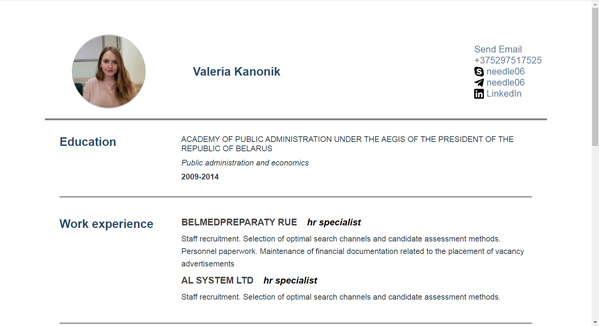 Valeria Kanonik
Send Email
+375297517525
needle06
needle06
LinkedIn
Education
ACADEMY OF PUBLIC ADMINISTRATION UNDER THE AEGIS OF THE PRESIDENT OF THE
REPUBLIC OF BELARUS
Public administration and economics
2009-2014
Work experience
BELMEDPREPARATY RUE hr specialist
Staff recruitment. Selection of optimal search channels and candidate assessment methods.
Personnel paperwork. Maintenance of financial documentation related to the placement of vacancy
advertisements
AL SYSTEM LTD hr specialist
Staff recruitment. Selection of optimal search channels and candidate assessment methods.